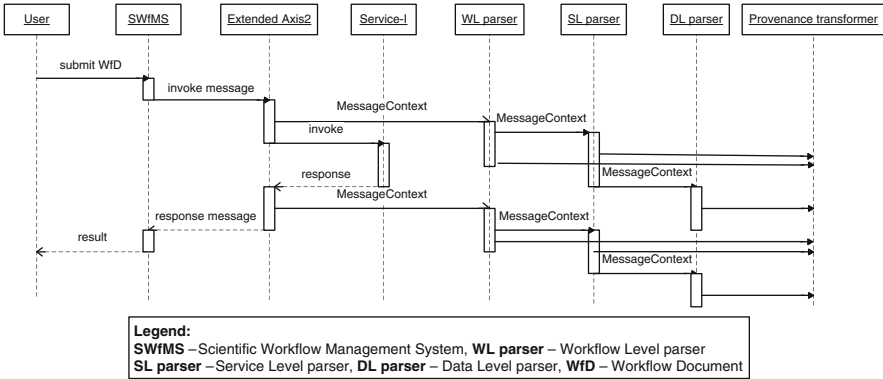 User SWfMS Extended Axis2 Service-I WL parser SL parser DL parser Provenance transformer
submit WfD
invoke message
MessageContext
MessageContext
invoke
MessageContext
response
MessageContext
response message
MessageContext
result
MessageContext
Legend:
SWfMS –Scientific Workflow Management System, WL parser – Workflow Level parser
SL parser –Service Level parser, DL parser – Data Level parser, WfD – Workflow Document